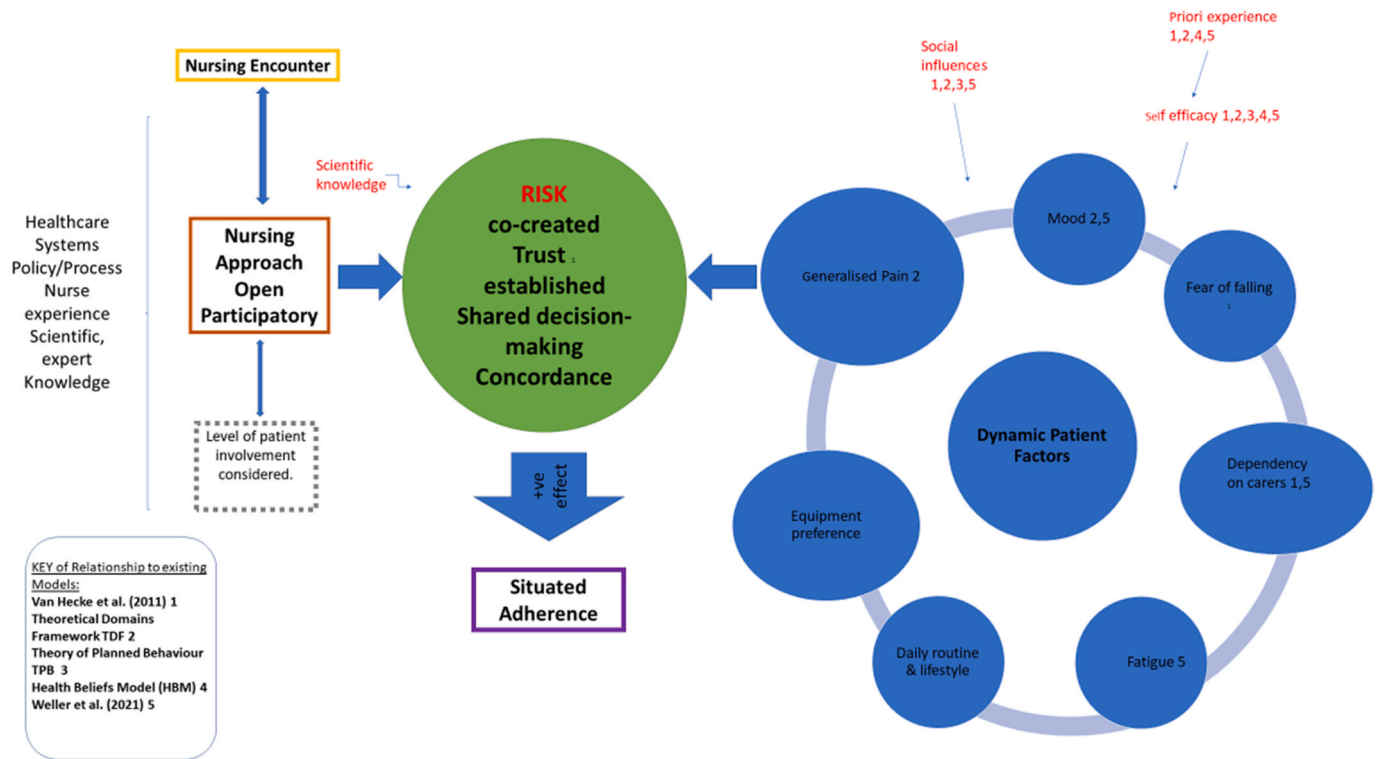 Nursing Encounter
Healthcare
Systems
Policy/Process
Nurse
experience
Scientific,
expert
Knowledge
Nursing
Approach
Open
Participatory
Level of patient
involvement
considered.
KEY of Relationship to existing
Models:
Van Hecke et al. (2011) 1
Theoretical Domains
Framework TDF 2
Theory of Planned Behaviour
TPB 3
Health Beliefs Model (HBM) 4
Weller et al. (2021) 5
Scientific
knowledge
RISK
co-created
Trust 1
established
Shared decision-
making
Concordance
+ve
effect
Situated
Adherence
Social
influences
1,2,3,5
Priori experience
1,2,4,5
Self efficacy 1,2,3,4,5
Generalised Pain 2
Mood 2,5
Fear of falling
1
Dynamic Patient
Factors
Dependency
on carers 1,5
Equipment
preference
Daily routine
& lifestyle
Fatigue 5